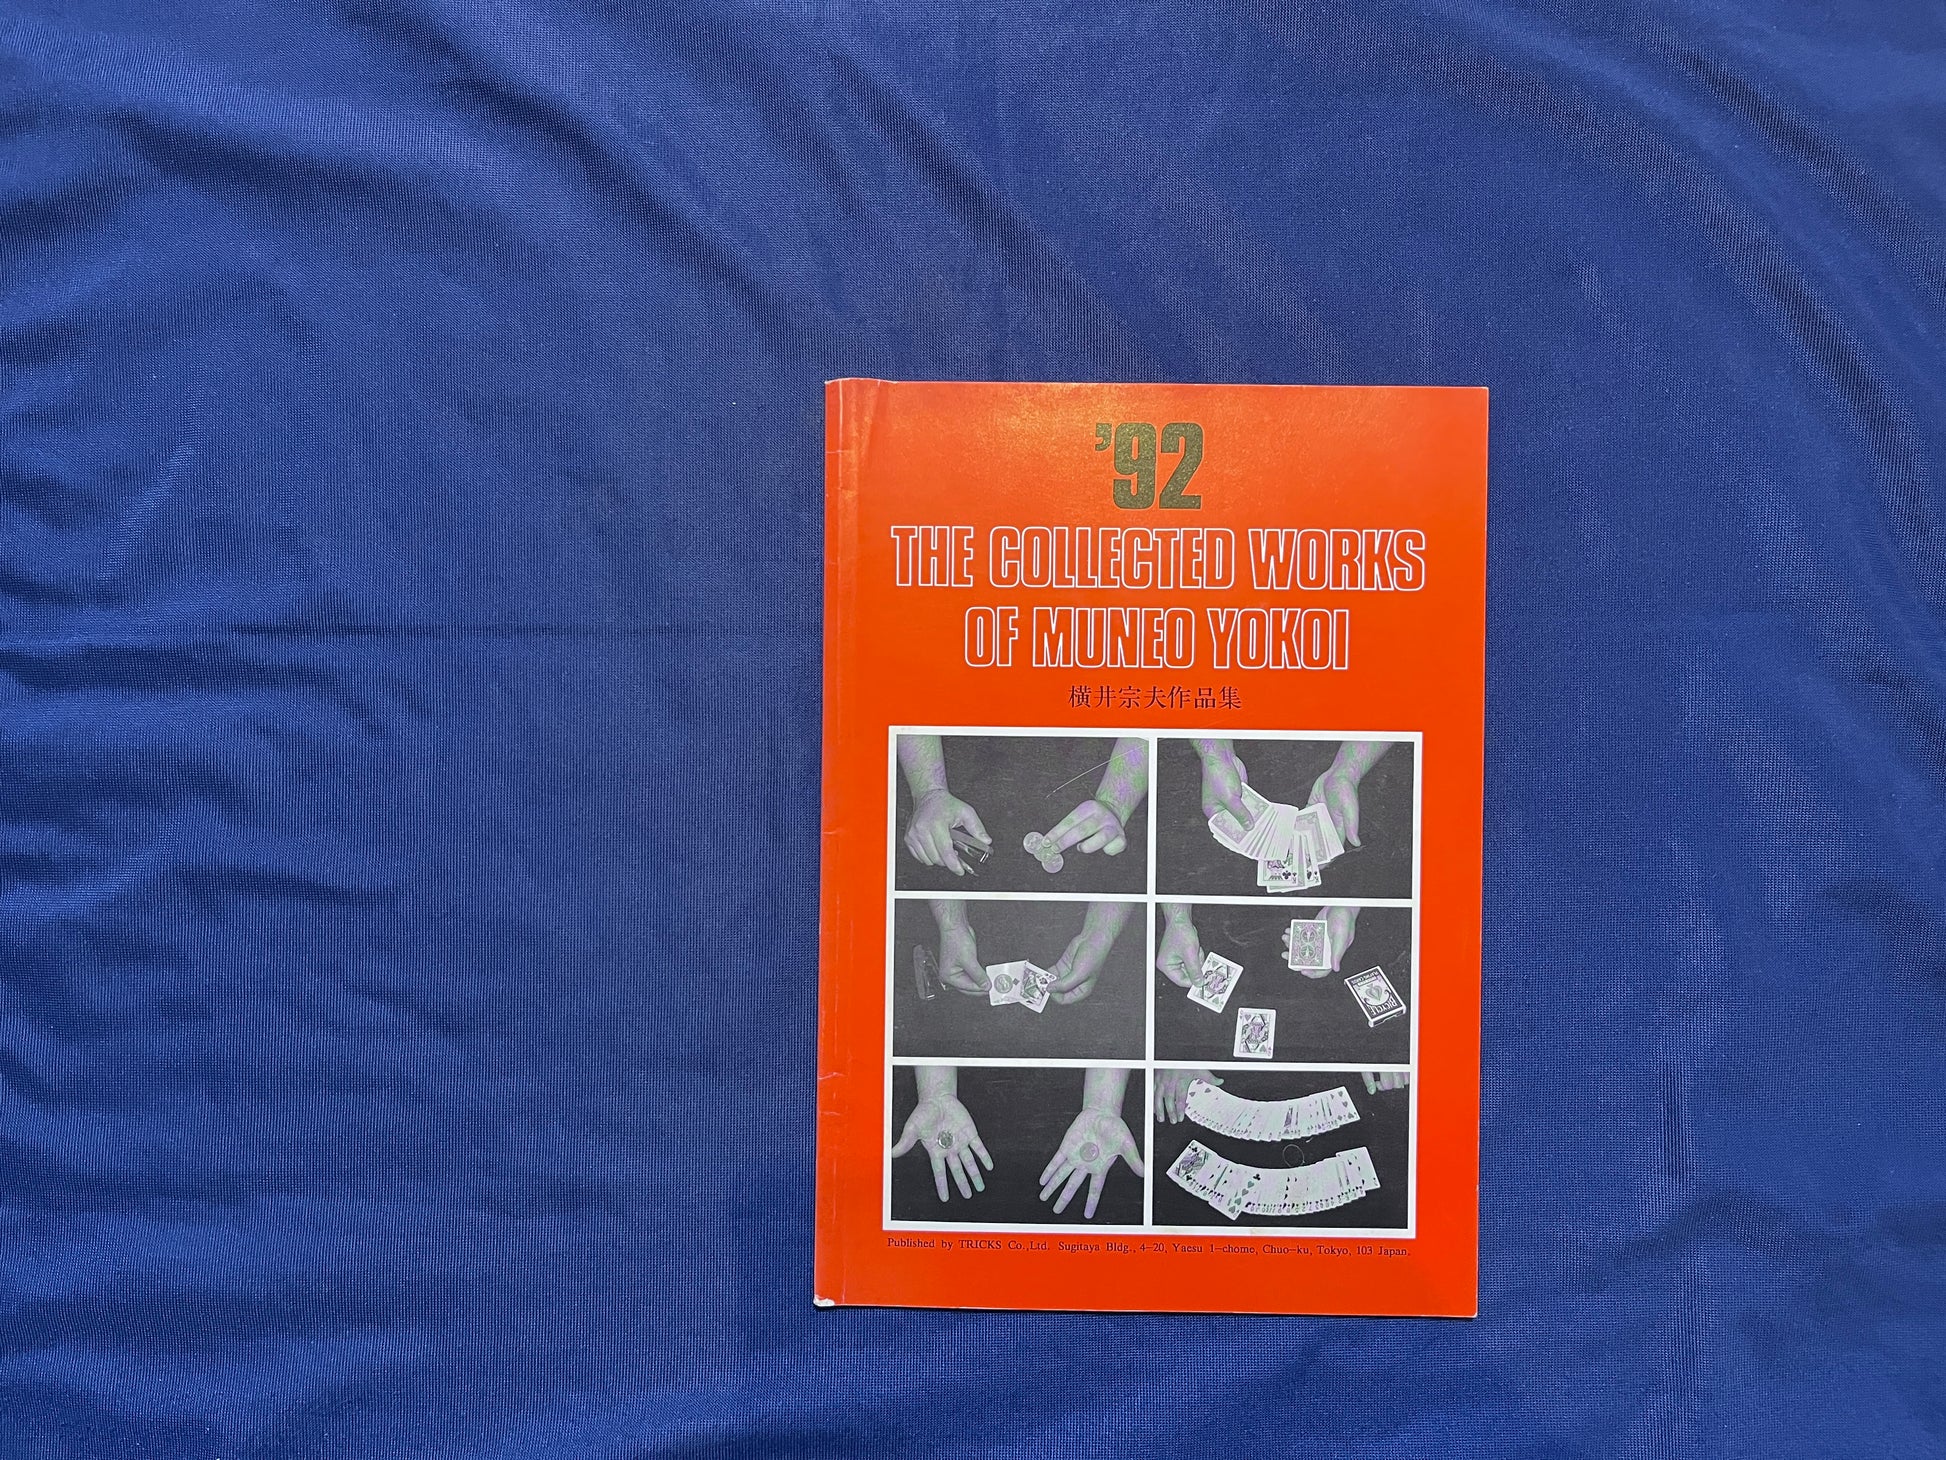 ’92
THE COLLECTED WORKS
OF MUNEO YOKOI
横井宗夫作品集
BICYCLE
Published by TRICKS Co.,Ltd. Sugitaya Bldg., 4-20, Yaesu 1-chome, Chuo-ku, Tokyo, 103 Japan.